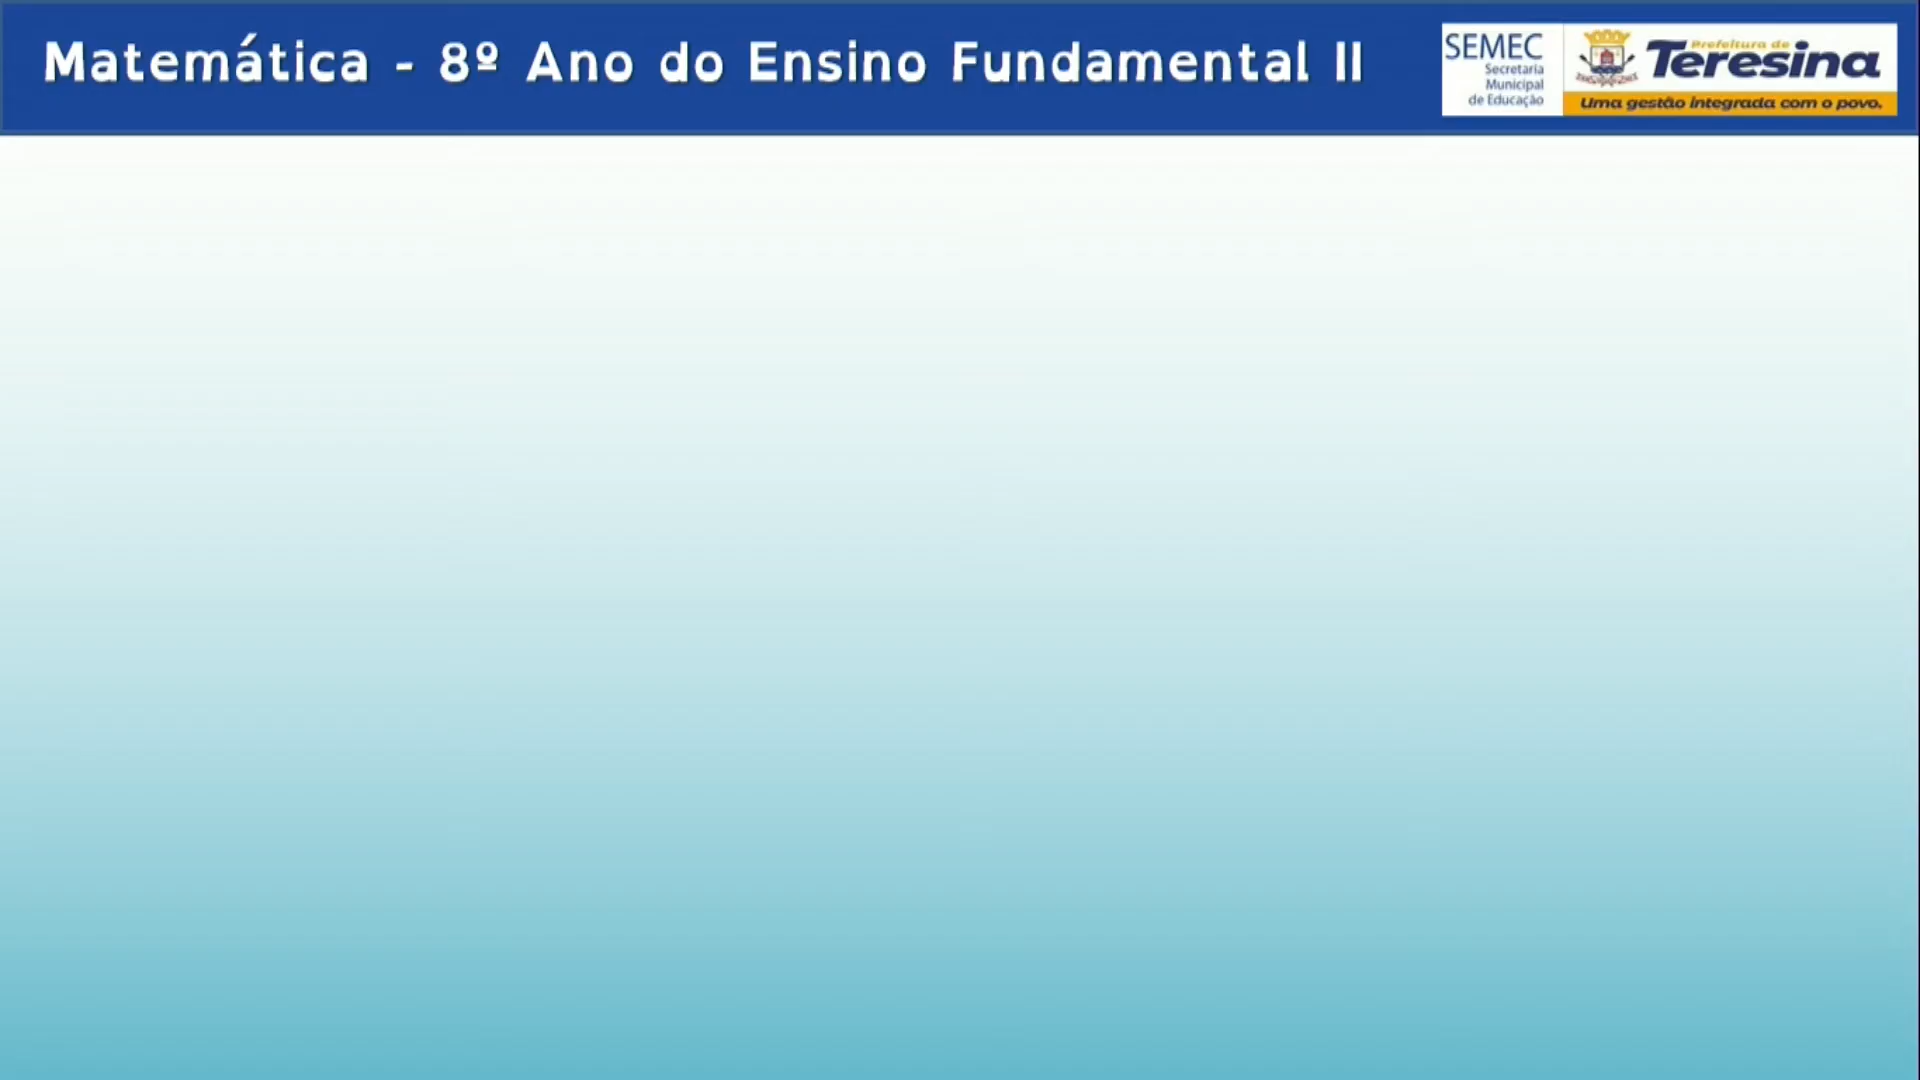 Matemática - 8º Ano do Ensino Fundamental II
SEMEC
Secretaria
Municipal
de Educação
Prefeitura de
Teresina
Uma gestão integrada com o povo.